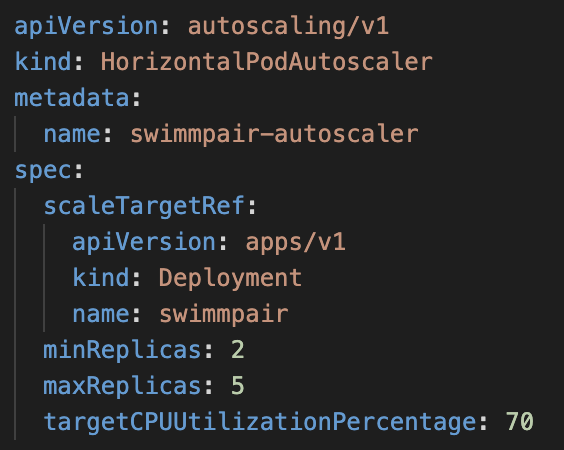 apiVersion: autoscaling/v1
kind: HorizontalPodAutoscaler
metadata:
  name: swimmpair-autoscaler
spec:
  scaleTargetRef:
    apiVersion: apps/v1
    kind: Deployment
    name: swimmpair
  minReplicas: 2
  maxReplicas: 5
  targetCPUUtilizationPercentage: 70